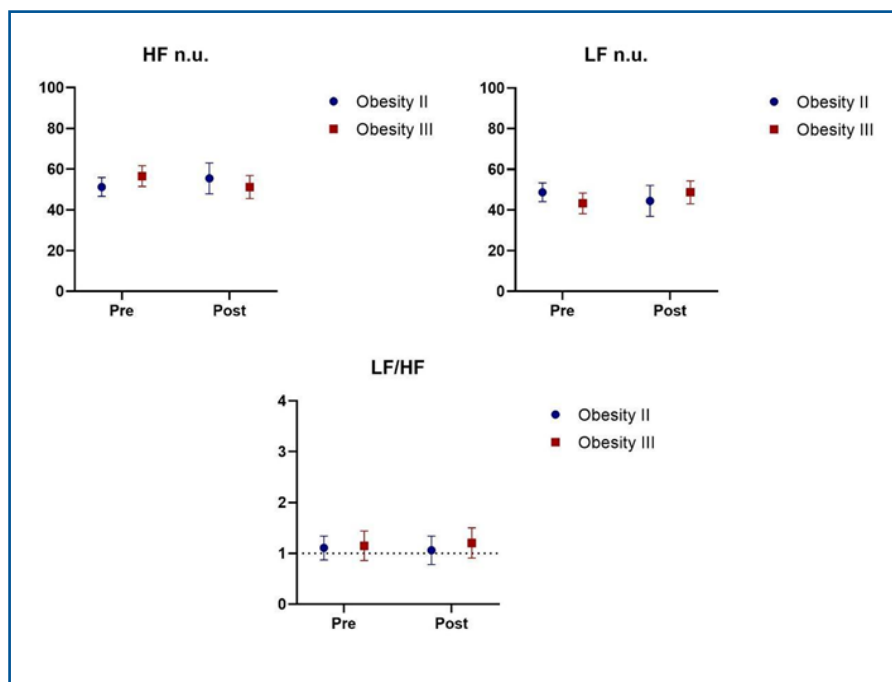 HF n.u.
100
80
60
40
20
0
Pre
Post
Obesity II
Obesity III
LF n.u.
100
80
60
40
20
0
Pre
Post
Obesity II
Obesity III
LF/HF
4
3
2
1
0
Pre
Post
Obesity II
Obesity III